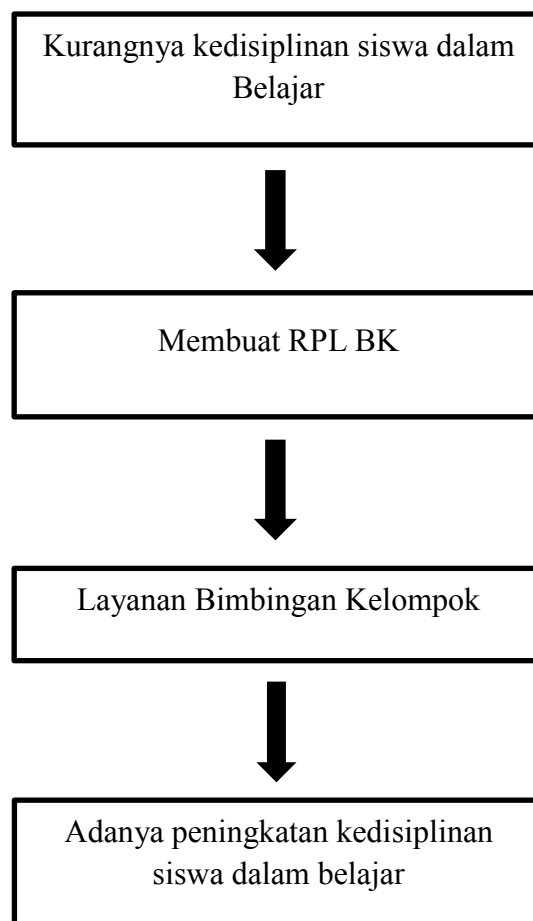 Kurangnya kedisiplinan siswa dalam
Belajar
Membuat RPL BK
Layanan Bimbingan Kelompok
Adanya peningkatan kedisiplinan
siswa dalam belajar